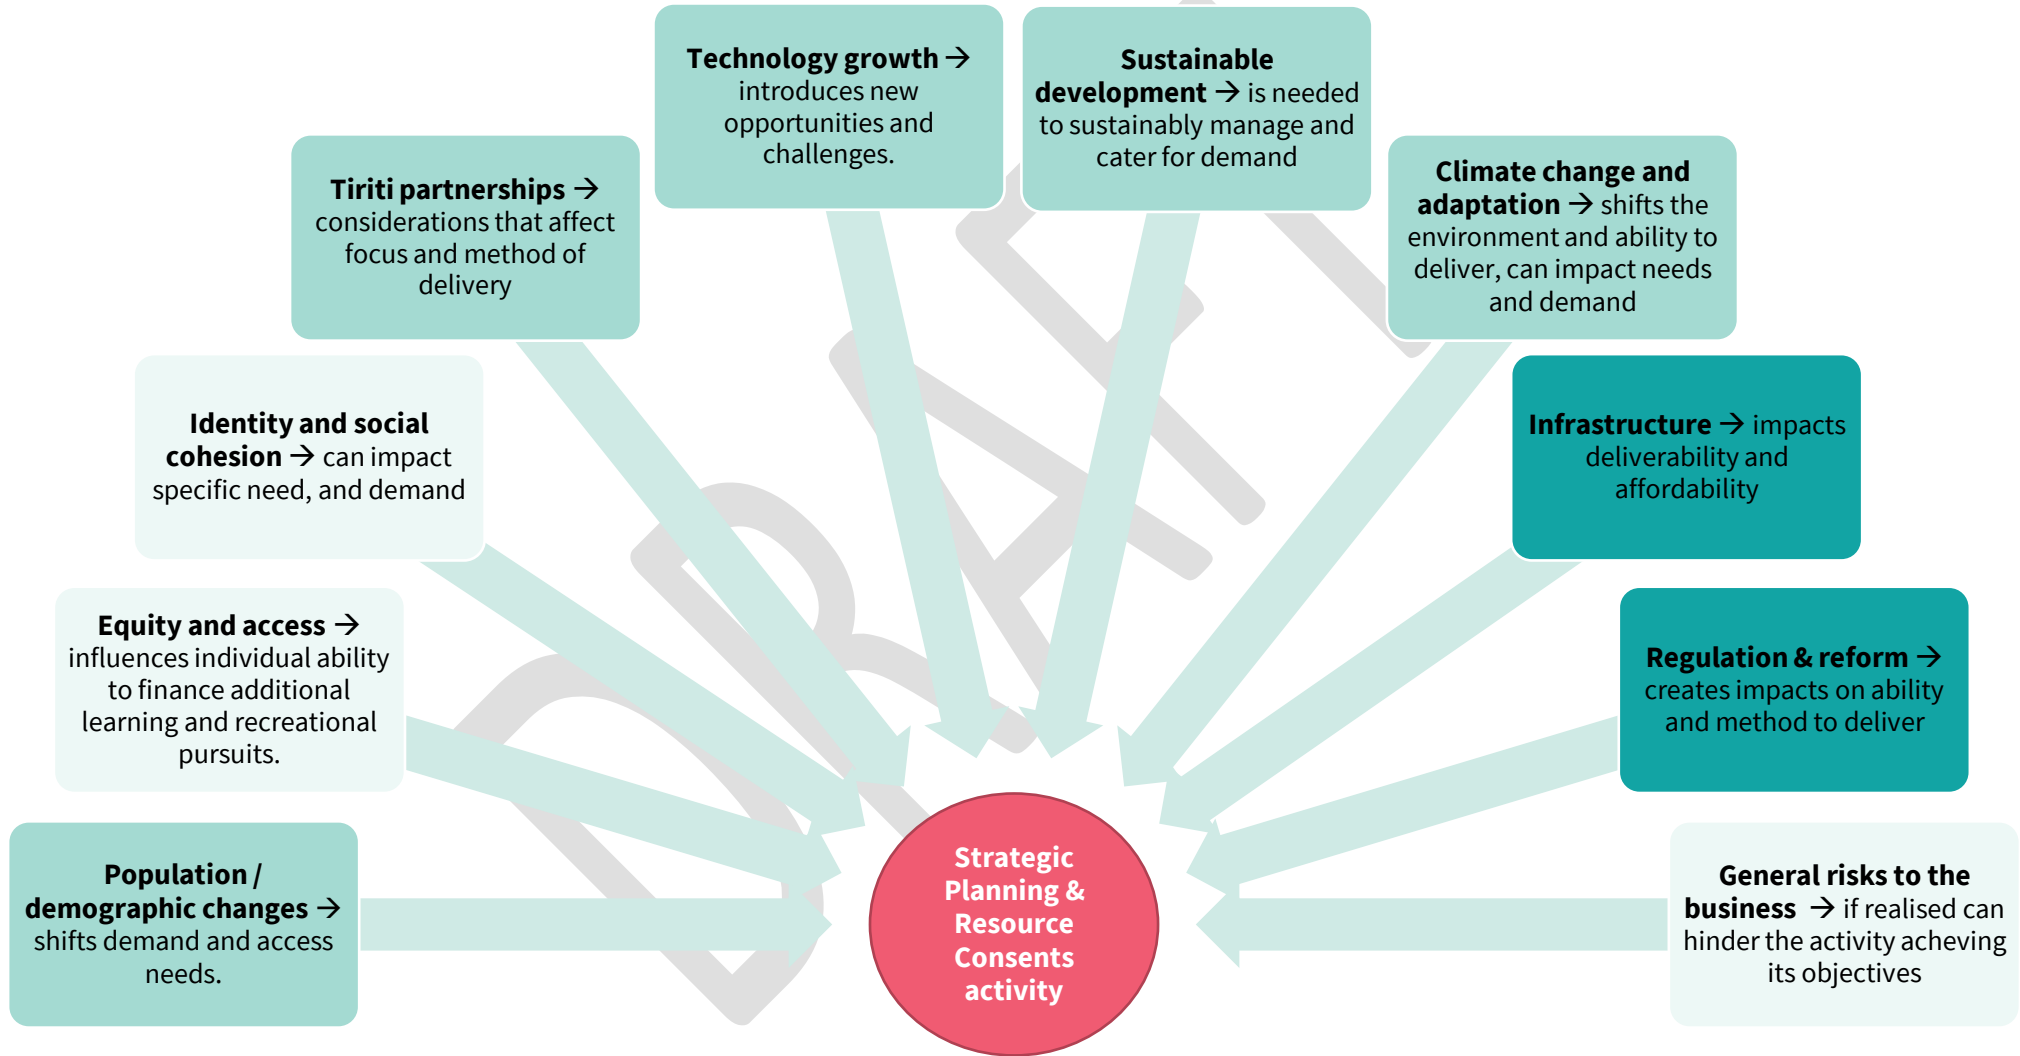 Technology growth →
introduces new
opportunities and
challenges.
Sustainable
development → is needed
to sustainably manage and
cater for demand
Tiriti partnerships →
considerations that affect
focus and method of
delivery
Climate change and
adaptation → shifts the
environment and ability to
deliver, can impact needs
and demand
Identity and social
cohesion → can impact
specific need, and demand
Infrastructure → impacts
deliverability and
affordability
Equity and access →
influences individual ability
to finance additional
learning and recreational
pursuits.
Regulation & reform →
creates impacts on ability
and method to deliver
Population /
demographic changes →
shifts demand and access
needs.
Strategic
Planning &
Resource
Consents
activity
General risks to the
business → if realised can
hinder the activity acheving
its objectives
DRAFT